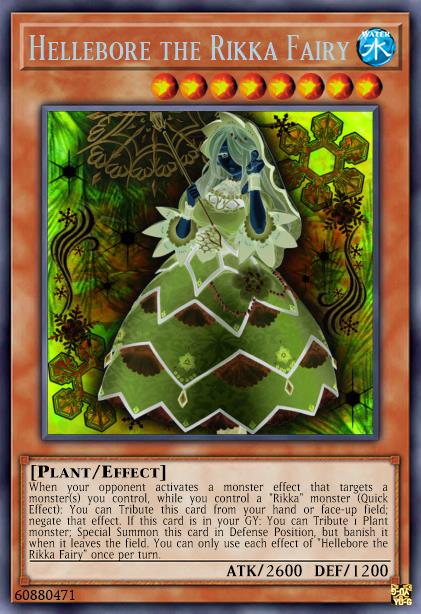 HELLEBORE THE RIKKA FAIRY
WATER
水
[PLANT/EFFECT]
When your opponent activates a monster effect that targets a
monster(s) you control, while you control a "Rikka" monster (Quick
Effect): You can Tribute this card from your hand or face-up field;
negate that effect. If this card is in your GY: You can Tribute 1 Plant
monster; Special Summon this card in Defense Position, but banish it
when it leaves the field. You can only use each effect of "Hellebore the
Rikka Fairy" once per turn.
ATK/2600 DEF/1200
60880471